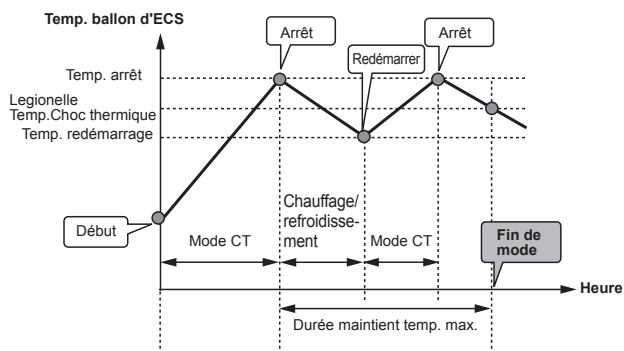 Temp. ballon d'ECS
Arrêt
Redémarrer
Arrêt
Temp. arrêt
Legionelle
Temp.Choc thermique
Temp. redémarrage
Début
Mode CT
Chauffage/
refroidisse-
ment
Mode CT
Fin de
mode
Heure
Durée maintient temp. max.